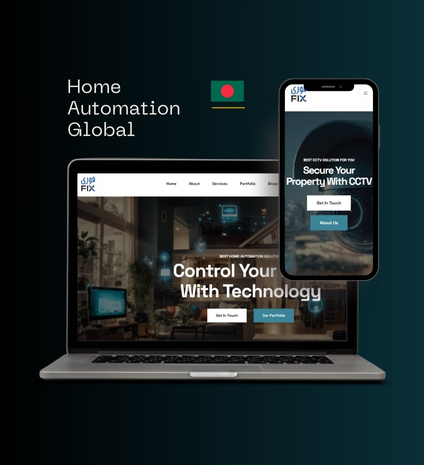 Home
Automation
Global
فوري
FIX
Home About Services Portfolio
BEST HOME AUTOMATION
Control Your
With Technology
Get In Touch Our Portfolio
فوري
FIX
BEST CCTV SOLUTION FOR YOU
Secure Your
Property With CCTV
Get In Touch
About Us